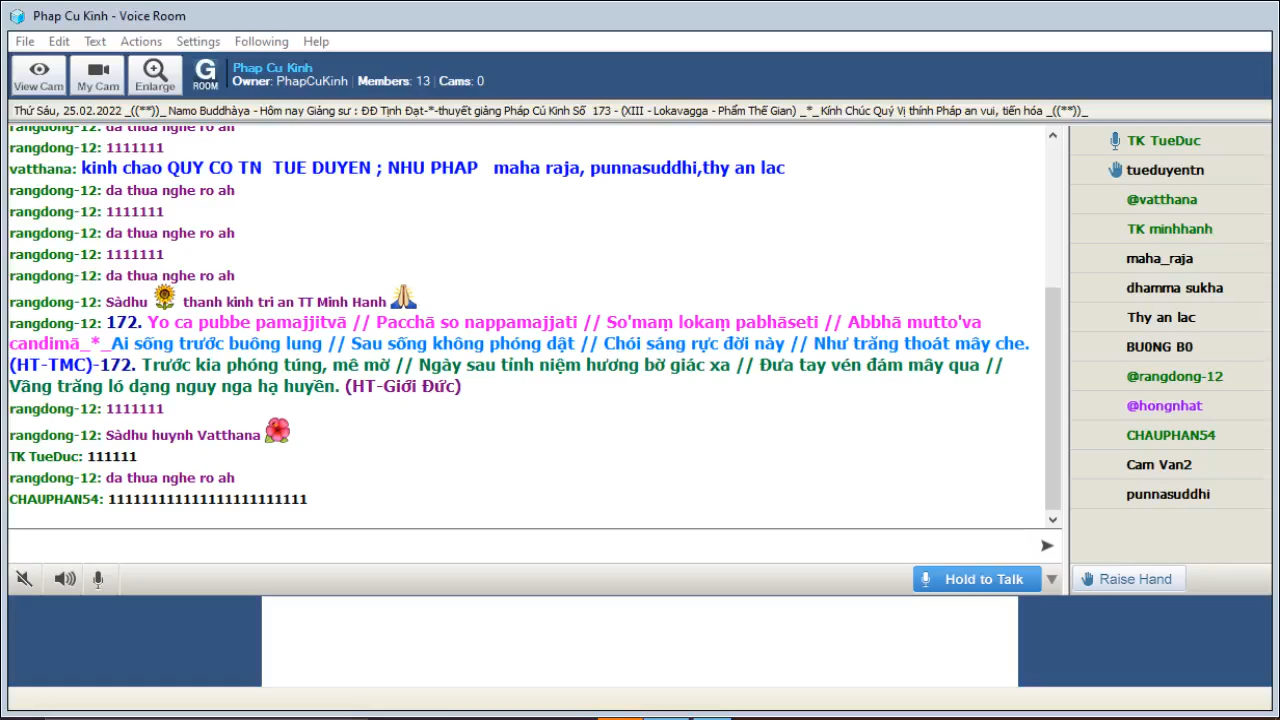 Phap Cu Kinh - Voice Room
File Edit Text Actions Settings Following Help
View Cam
My Cam
Enlarge
G
ROOM
Phap Cu Kinh
Owner: PhapCuKinh | Members: 13 | Cams: 0
Thứ Sáu, 25.02.2022 _((**))_ Namo Buddhàya - Hôm nay Giảng sư : ĐĐ Tịnh Đạt-*-thuyết giảng Pháp Cú Kinh Số 173 - (XIII - Lokavagga - Phẩm Thế Gian) _*_ Kính Chúc Quý Vị thính Pháp an vui, tiến hóa _((**))_
rangdong-12: da thua nghe ro ah
rangdong-12: 1111111
vatthana: kinh chao QUY CO TN TUE DUYEN ; NHU PHAP maha raja, punnasuddhi,thy an lac
rangdong-12: da thua nghe ro ah
rangdong-12: 1111111
rangdong-12: da thua nghe ro ah
rangdong-12: 1111111
rangdong-12: da thua nghe ro ah
rangdong-12: Sàdhu thanh kinh tri an TT Minh Hanh
rangdong-12: 172. Yo ca pubbe pamajjitvā // Pacchā so nappamajjati // So'maṃ lokaṃ pabhāseti // Abbhā mutto'va
candimā_*_Ai sống trước buông lung // Sau sống không phóng dật // Chói sáng rực đời này // Như trăng thoát mây che.
(HT-TMC)-172. Trước kia phóng túng, mê mờ // Ngày sau tỉnh niệm hương bờ giác xa // Đưa tay vén đám mây qua //
Vầng trăng ló dạng nguy nga hạ huyền. (HT-Giới Đức)
rangdong-12: 1111111
rangdong-12: Sàdhu huynh Vatthana
TK TueDuc: 111111
rangdong-12: da thua nghe ro ah
CHAUPHAN54: 111111111111111111111111
TK TueDuc
tueduyentn
@vatthana
TK minhhanh
maha_raja
dhamma sukha
Thy an lac
BU0NG B0
@rangdong-12
@hongnhat
CHAUPHAN54
Cam Van2
punnasuddhi
Hold to Talk
Raise Hand